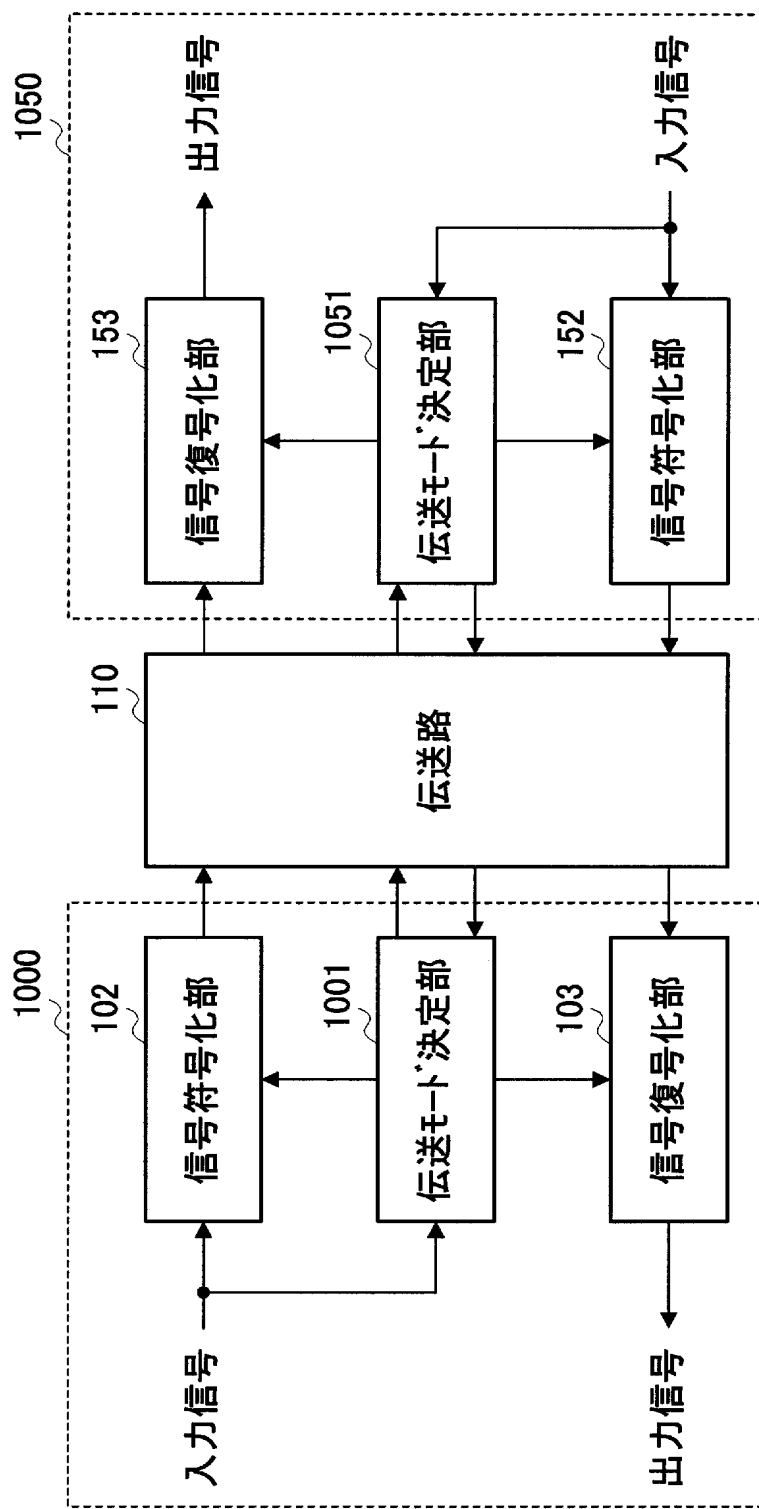 1000
102
信号符号化部
1001
伝送モード決定部
103
信号復号化部
入力信号
出力信号
110
伝送路
1050
153
信号復号化部
1051
伝送モード決定部
152
信号符号化部
出力信号
入力信号